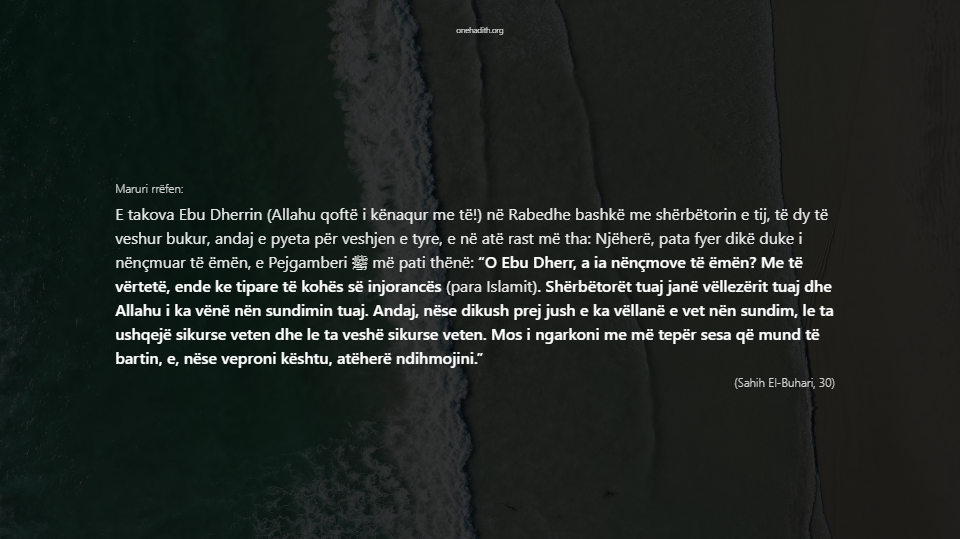 onehadith.org
Maruri rrëfen:
E takova Ebu Dherrin (Allahu qoftë i kënaqur me të!) në Rabedhe bashkë me shërbëtorin e tij, të dy të
veshur bukur, andaj e pyeta për veshjen e tyre, e në atë rast më tha: Njëherë, pata fyer dikë duke i
nënçmuar të ëmën, e Pejgamberi ﷺ më pati thënë: “O Ebu Dherr, a ia nënçmove të ëmën? Me të
vërtetë, ende ke tipare të kohës së injorancës (para Islamit). Shërbëtorët tuaj janë vëllezërit tuaj dhe
Allahu i ka vënë nën sundimin tuaj. Andaj, nëse dikush prej jush e ka vëllanë e vet nën sundim, le ta
ushqejë sikurse veten dhe le ta veshë sikurse veten. Mos i ngarkoni me më tepër sesa që mund të
bartin, e, nëse veproni kështu, atëherë ndihmojini.”
(Sahih El-Buhari, 30)